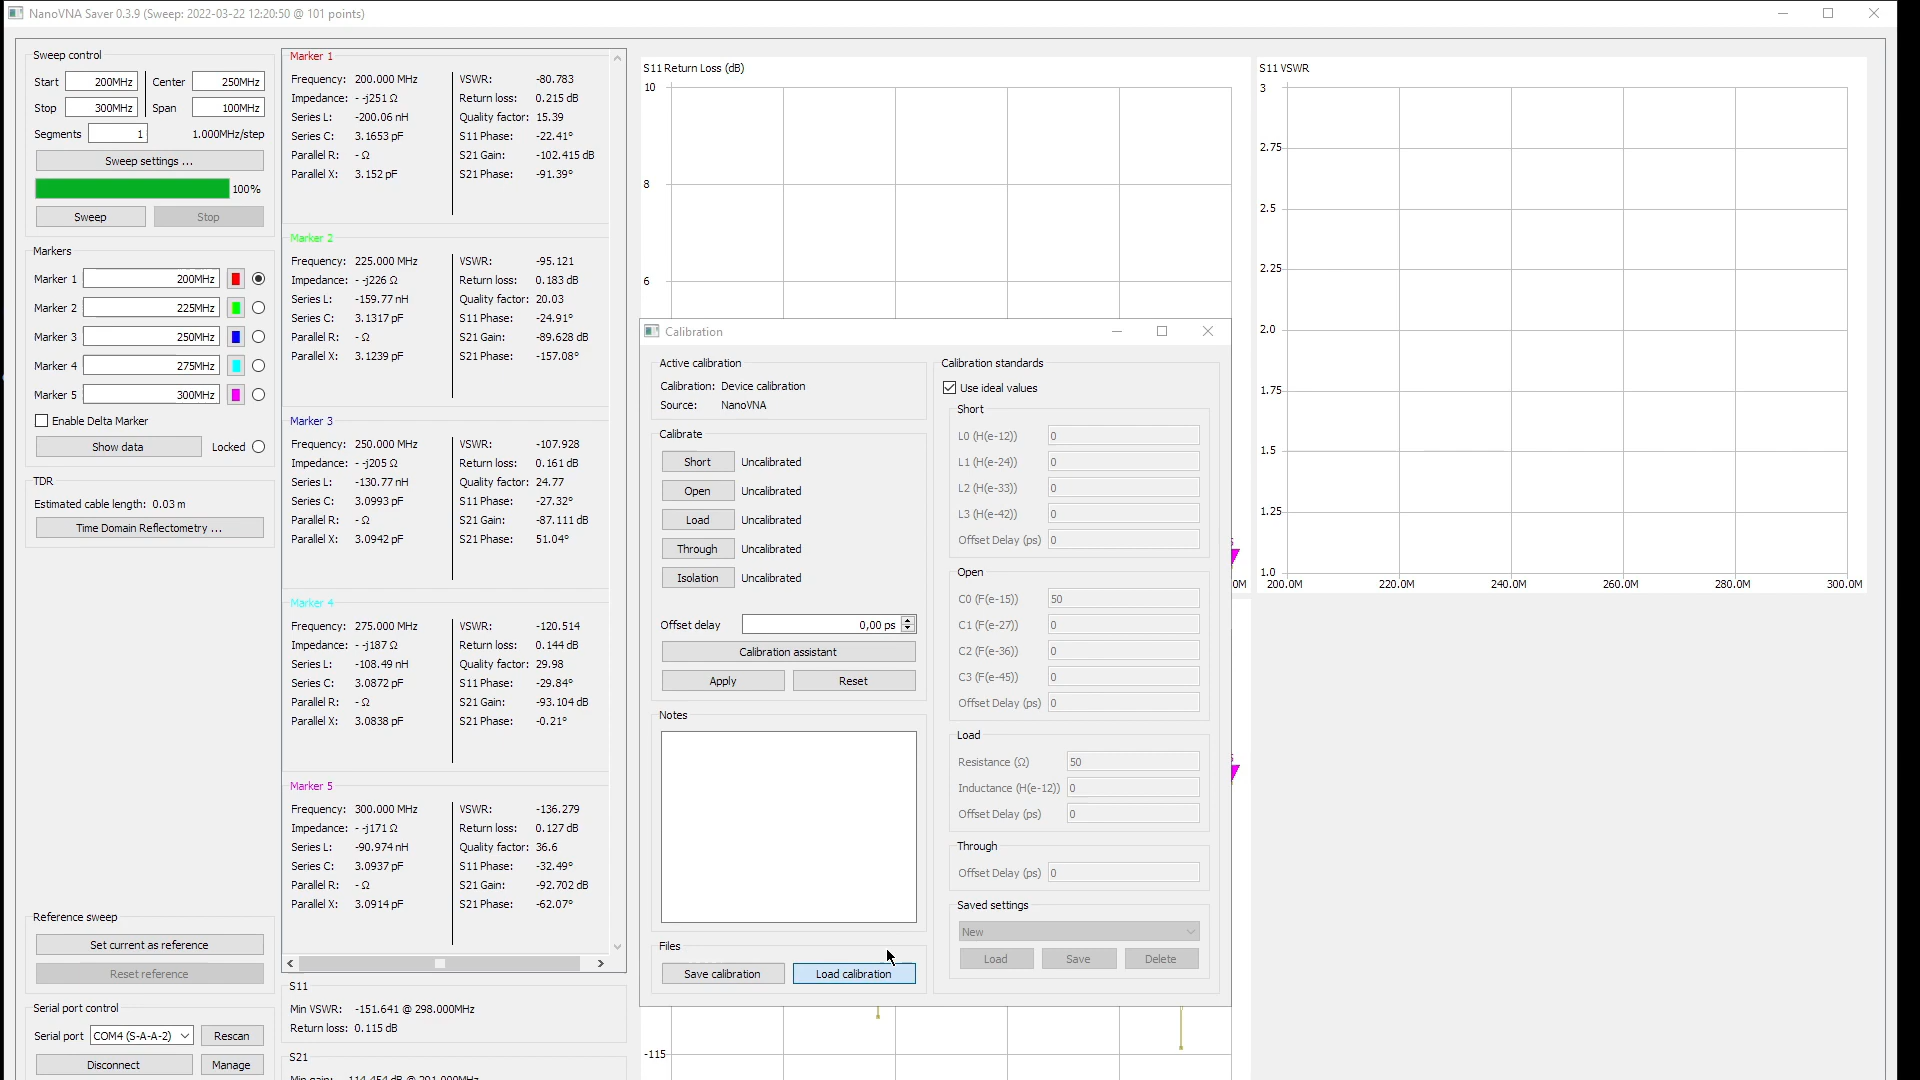 NanoVNA Saver 0.3.9 (Sweep: 2022-03-22 12:20:50 @ 101 points)
Sweep control
Start 200MHz Center 250MHz
Stop 300MHz Span 100MHz
Segments 1 1.000MHz/step
Sweep settings ...
100%
Sweep Stop
Markers
Marker 1 200MHz
Marker 2 225MHz
Marker 3 250MHz
Marker 4 275MHz
Marker 5 300MHz
Enable Delta Marker
Show data Locked
TDR
Estimated cable length: 0.03 m
Time Domain Reflectometry ...
Reference sweep
Set current as reference
Reset reference
Serial port control
Serial port COM4 (S-A-A-2) Rescan
Disconnect Manage
Marker 1
Frequency: 200.000 MHz VSWR: -80.783
Impedance: - -j251 Ω Return loss: 0.215 dB
Series L: -200.06 nH Quality factor: 15.39
Series C: 3.1653 pF S11 Phase: -22.41°
Parallel R: - Ω S21 Gain: -102.415 dB
Parallel X: 3.152 pF S21 Phase: -91.39°
Marker 2
Frequency: 225.000 MHz VSWR: -95.121
Impedance: - -j226 Ω Return loss: 0.183 dB
Series L: -159.77 nH Quality factor: 20.03
Series C: 3.1317 pF S11 Phase: -24.91°
Parallel R: - Ω S21 Gain: -89.628 dB
Parallel X: 3.1239 pF S21 Phase: -157.08°
Marker 3
Frequency: 250.000 MHz VSWR: -107.928
Impedance: - -j205 Ω Return loss: 0.161 dB
Series L: -130.77 nH Quality factor: 24.77
Series C: 3.0993 pF S11 Phase: -27.32°
Parallel R: - Ω S21 Gain: -87.111 dB
Parallel X: 3.0942 pF S21 Phase: 51.04°
Marker 4
Frequency: 275.000 MHz VSWR: -120.514
Impedance: - -j187 Ω Return loss: 0.144 dB
Series L: -108.49 nH Quality factor: 29.98
Series C: 3.0872 pF S11 Phase: -29.84°
Parallel R: - Ω S21 Gain: -93.104 dB
Parallel X: 3.0838 pF S21 Phase: -0.21°
Marker 5
Frequency: 300.000 MHz VSWR: -136.279
Impedance: - -j171 Ω Return loss: 0.127 dB
Series L: -90.974 nH Quality factor: 36.6
Series C: 3.0937 pF S11 Phase: -32.49°
Parallel R: - Ω S21 Gain: -92.702 dB
Parallel X: 3.0914 pF S21 Phase: -62.07°
S11
Min VSWR: -151.641 @ 298.000MHz
Return loss: 0.115 dB
S21
S11 Return Loss (dB)
10
8
6
Calibration
Active calibration
Calibration: Device calibration
Source: NanoVNA
Calibrate
Short Uncalibrated
Open Uncalibrated
Load Uncalibrated
Through Uncalibrated
Isolation Uncalibrated
Offset delay 0,00 ps
Calibration assistant
Apply Reset
Notes
Files
Save calibration Load calibration
Calibration standards
Use ideal values
Short
L0 (H(e-12)) 0
L1 (H(e-24)) 0
L2 (H(e-33)) 0
L3 (H(e-42)) 0
Offset Delay (ps) 0
Open
C0 (F(e-15)) 50
C1 (F(e-27)) 0
C2 (F(e-36)) 0
C3 (F(e-45)) 0
Offset Delay (ps) 0
Load
Resistance (Ω) 50
Inductance (H(e-12)) 0
Offset Delay (ps) 0
Through
Offset Delay (ps) 0
Saved settings
New
Load Save Delete
-115
S11 VSWR
3
2.75
2.5
2.25
2.0
1.75
1.5
1.25
1.0
0M 200.0M 220.0M 240.0M 260.0M 280.0M 300.0M